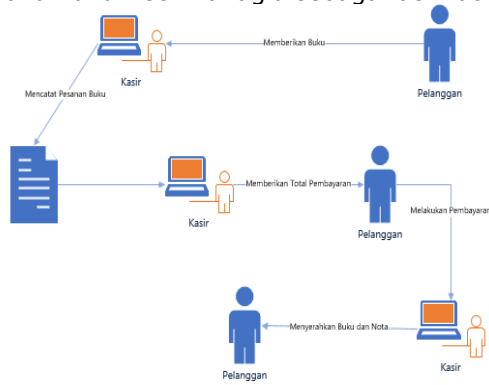 Memberikan Buku
Kasir
Pelanggan
Mencatat Pesanan Buku
Memberikan Total Pembayaran
Kasir
Pelanggan
Melakukan Pembayaran
Menyerahkan Buku dan Nota
Kasir
Pelanggan